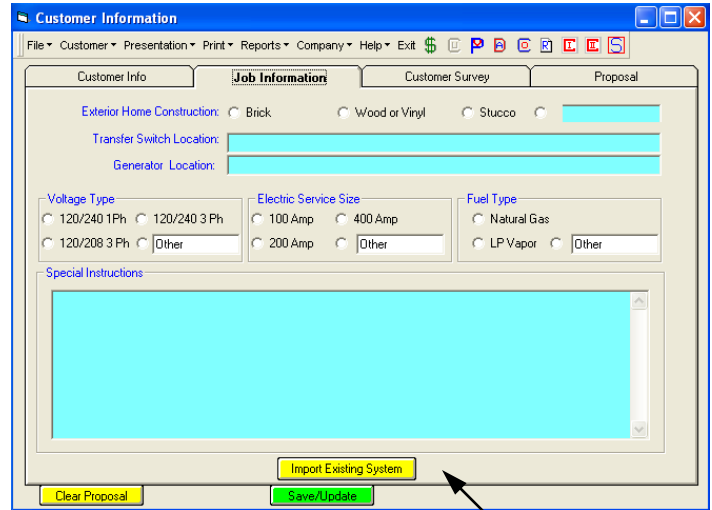 Customer Information
File Customer Presentation Print Reports Company Help Exit $ D P A C R I II S
Customer Info Job Information Customer Survey Proposal
Exterior Home Construction: Brick Wood or Vinyl Stucco
Transfer Switch Location:
Generator Location:
Voltage Type Electric Service Size Fuel Type
120/240 1Ph 120/240 3 Ph 100 Amp 400 Amp Natural Gas
120/208 3 Ph Other 200 Amp Other LP Vapor Other
Special Instructions
Import Existing System
Clear Proposal Save/Update